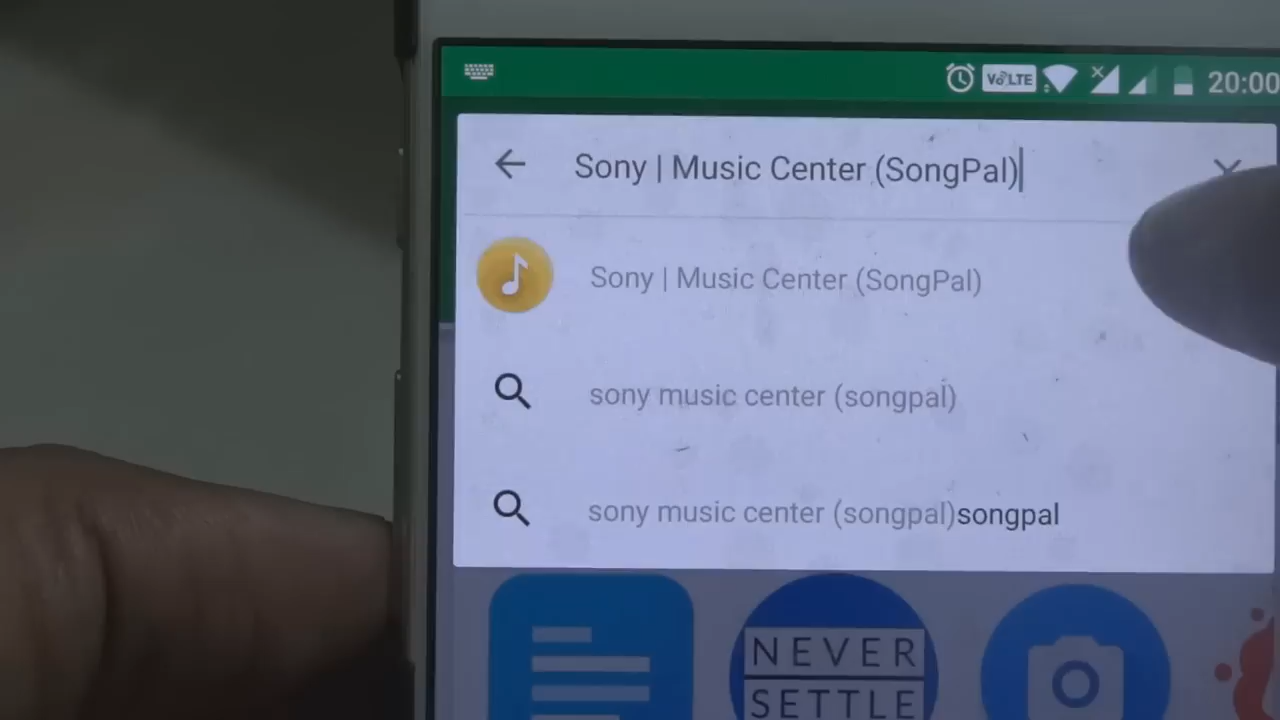 VoLTE 20:00
Sony | Music Center (SongPal)
Sony | Music Center (SongPal)
sony music center (songpal)
sony music center (songpal)songpal
NEVER
SETTLE